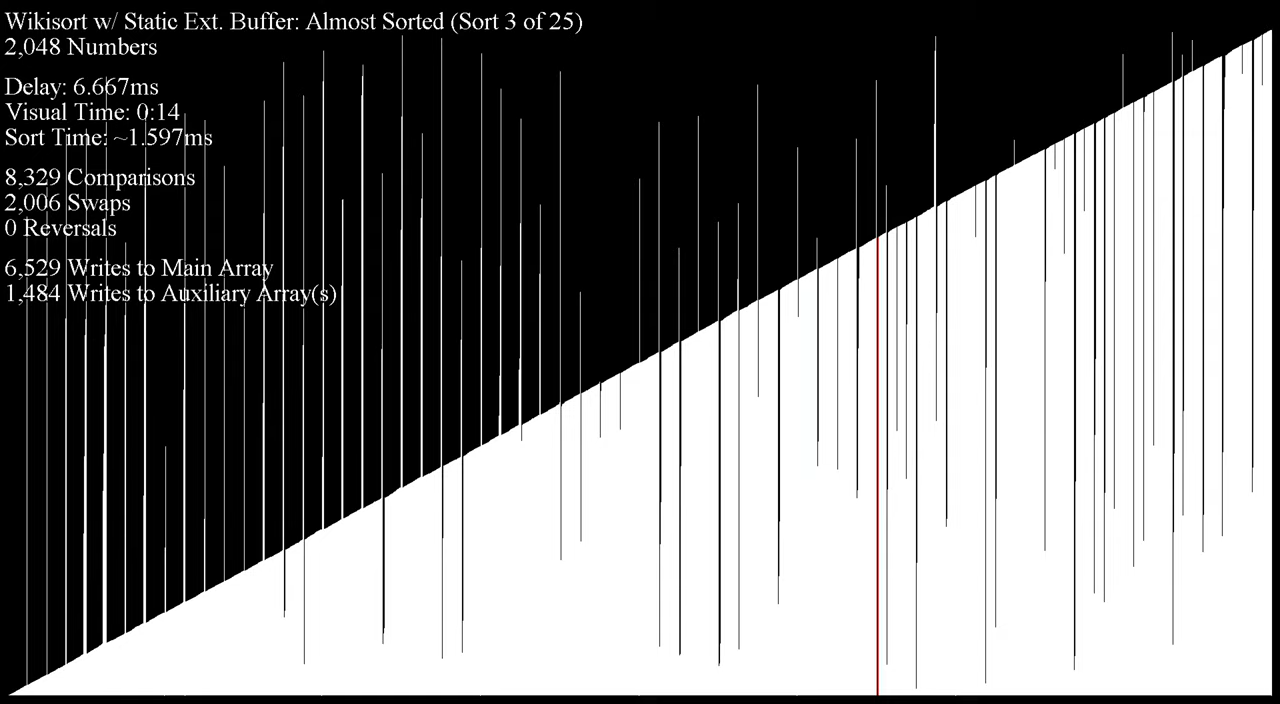 Wikisort w/ Static Ext. Buffer: Almost Sorted (Sort 3 of 25)
2,048 Numbers
Delay: 6.667ms
Visual Time: 0:14
Sort Time: ~1.597ms
8,329 Comparisons
2,006 Swaps
0 Reversals
6,529 Writes to Main Array
1,484 Writes to Auxiliary Array(s)